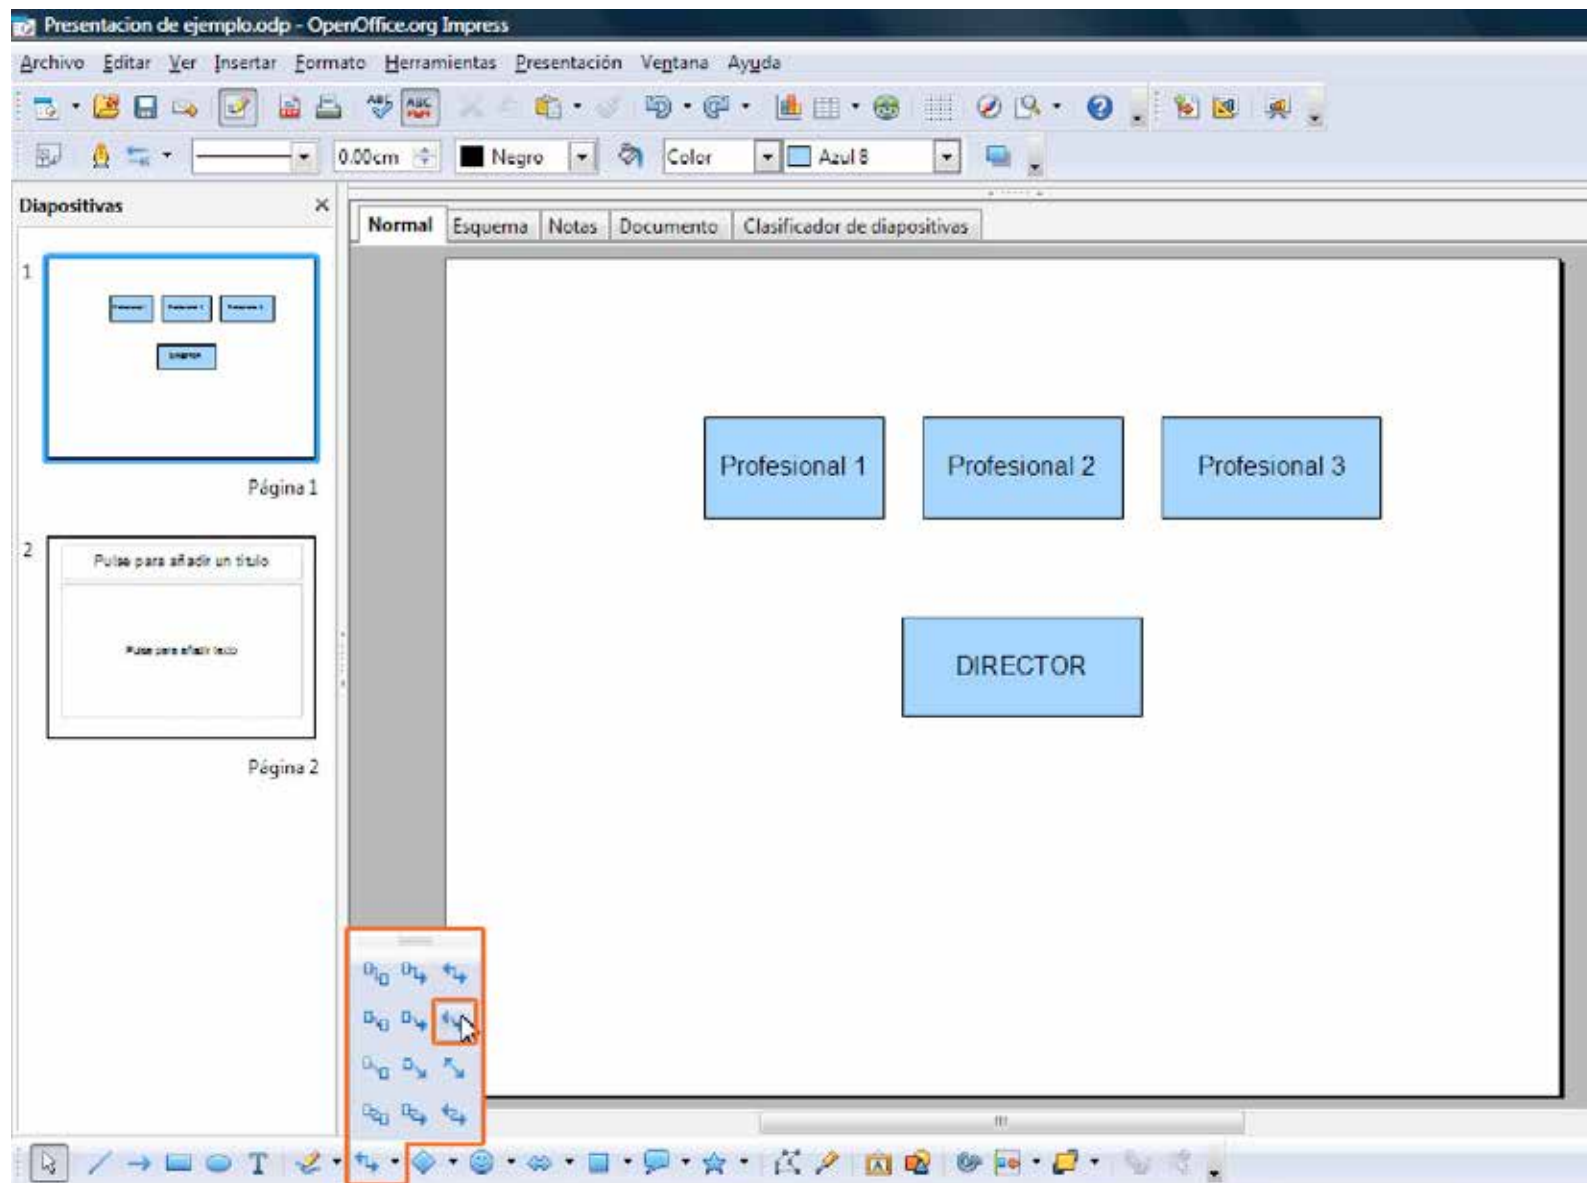 Presentacion de ejemplo.odp - OpenOffice.org Impress
Archivo Editar Ver Insertar Formato Herramientas Presentación Ventana Ayuda
ABC ABC
0.00cm Negro Color Azul 8
Diapositivas
Normal Esquema Notas Documento Clasificador de diapositivas
1
Página 1
2
Pulse para añadir un título
Pulse para añadir texto
Página 2
Profesional 1 Profesional 2 Profesional 3
DIRECTOR
T